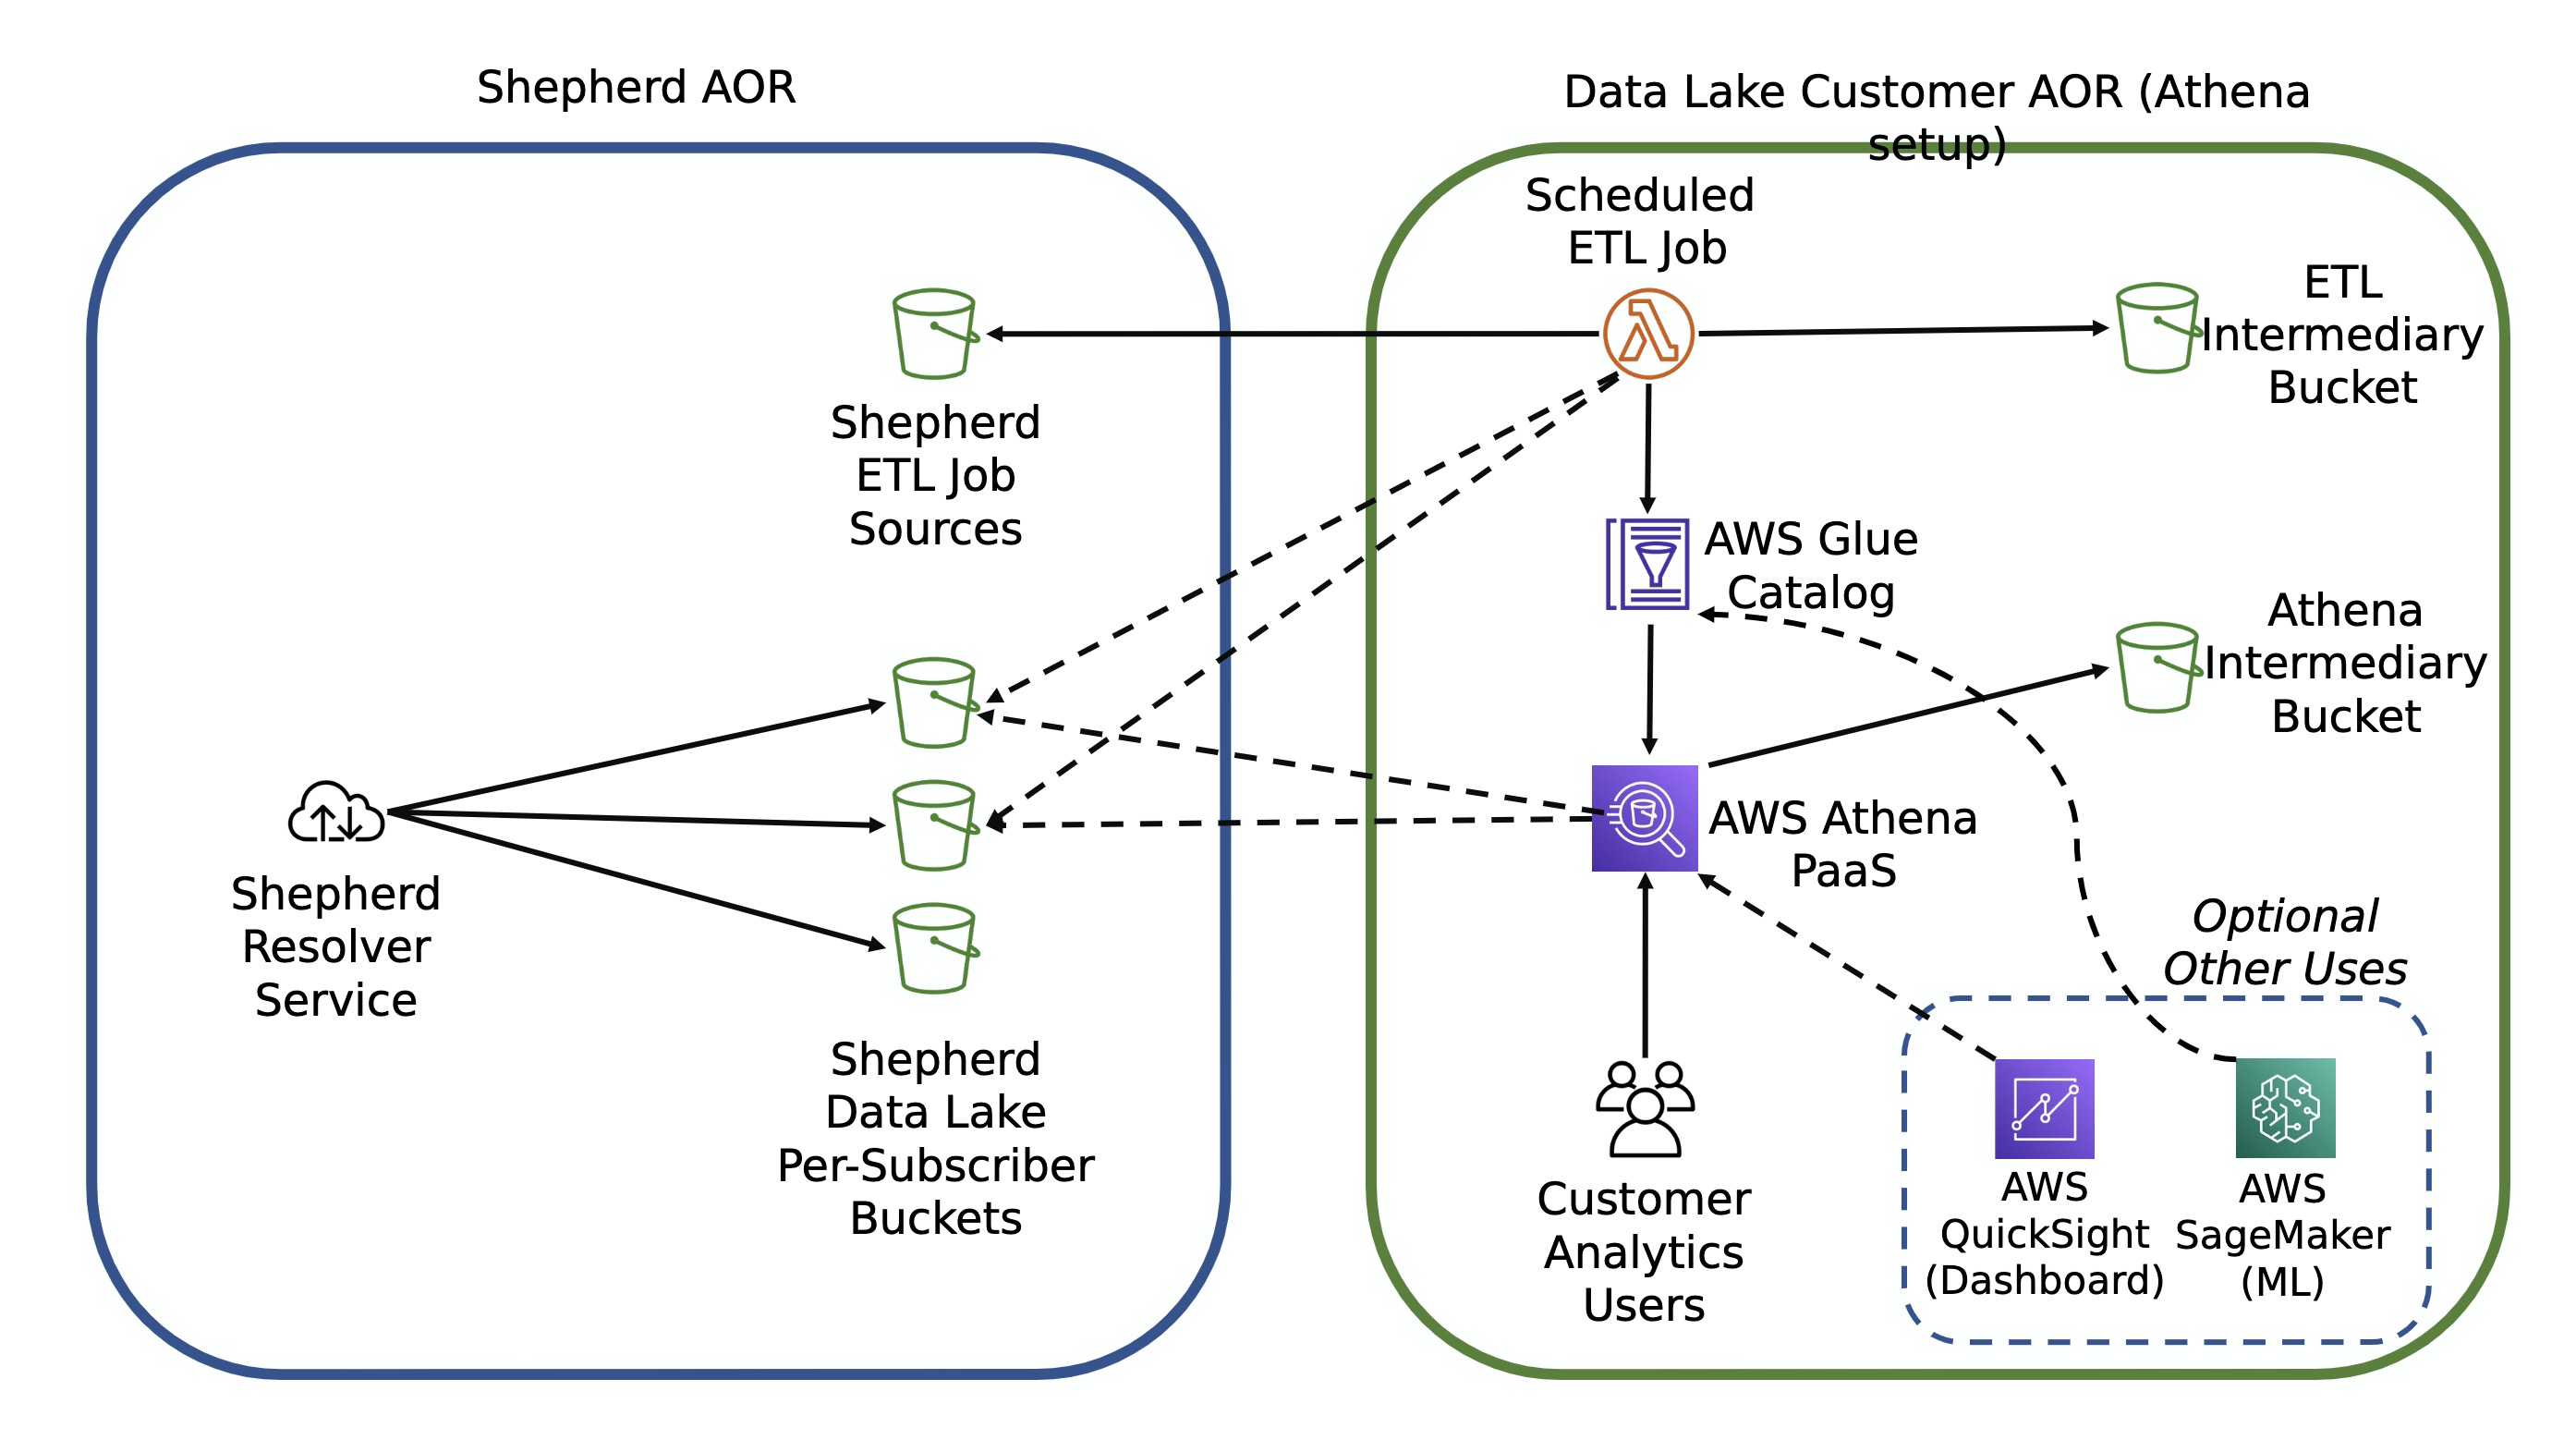 Shepherd AOR
Data Lake Customer AOR (Athena
setup)
Scheduled
ETL Job
ETL
Intermediary
Bucket
Shepherd
ETL Job
Sources
AWS Glue
Catalog
Athena
Intermediary
Bucket
AWS Athena
PaaS
Shepherd
Resolver
Service
Optional
Other Uses
Shepherd
Data Lake
Per-Subscriber
Buckets
Customer
Analytics
Users
AWS
QuickSight
(Dashboard)
AWS
SageMaker
(ML)